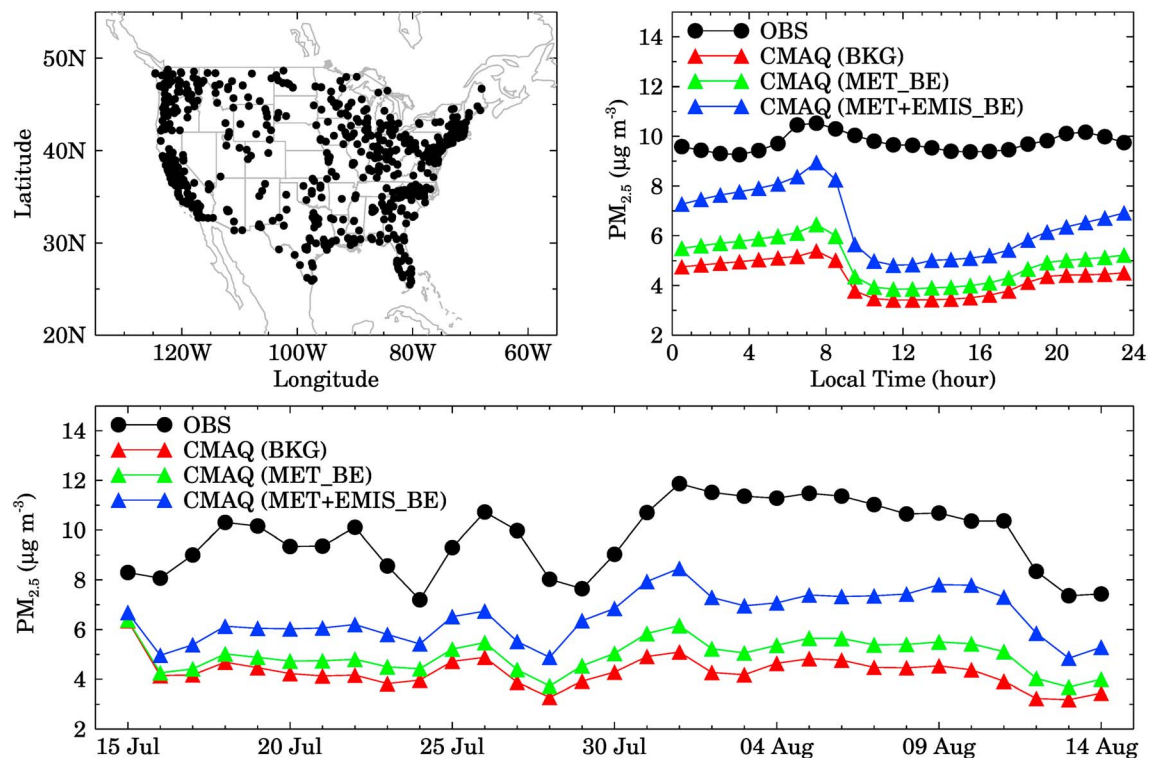 50N
40N
30N
20N
Latitude
120W 100W 80W 60W
Longitude
14
12
10
8
6
4
2
PM2.5 (µg m-3)
OBS
CMAQ (BKG)
CMAQ (MET_BE)
CMAQ (MET+EMIS_BE)
0 4 8 12 16 20 24
Local Time (hour)
14
12
10
8
6
4
2
PM2.5 (µg m-3)
OBS
CMAQ (BKG)
CMAQ (MET_BE)
CMAQ (MET+EMIS_BE)
15 Jul 20 Jul 25 Jul 30 Jul 04 Aug 09 Aug 14 Aug